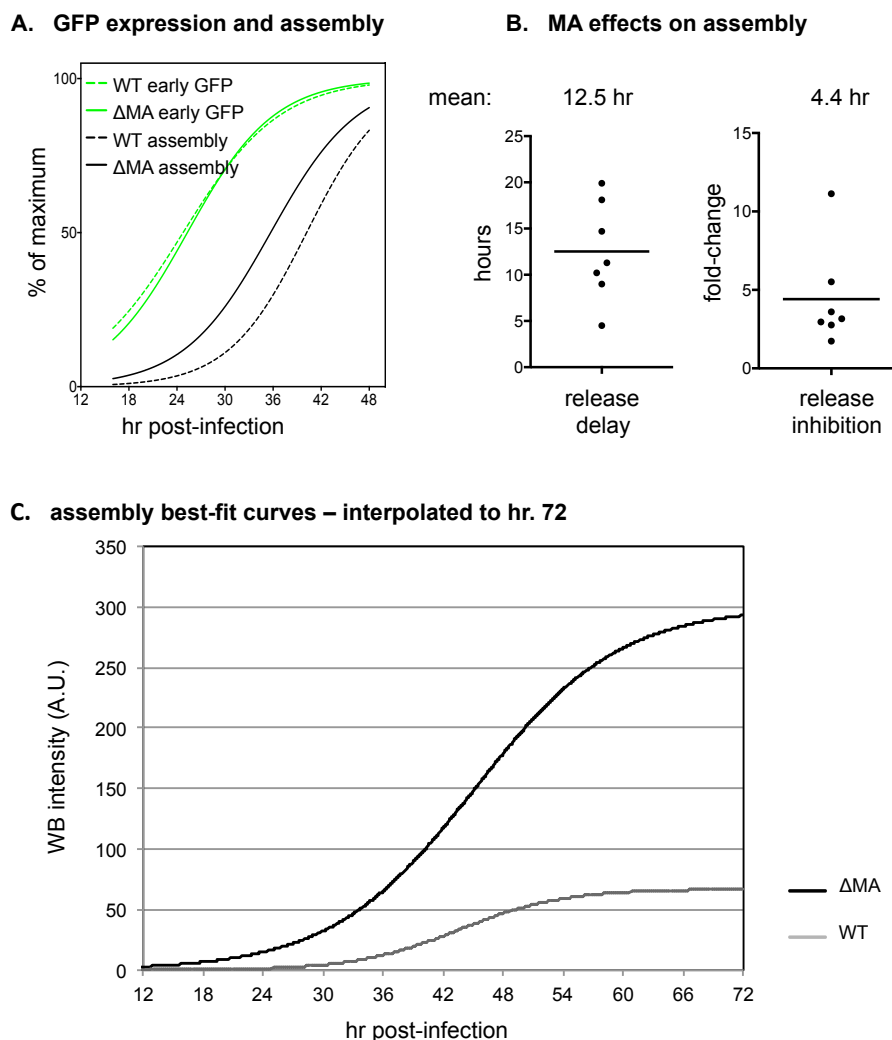 A. GFP expression and assembly
100
50
0
% of maximum
WT early GFP
ΔMA early GFP
WT assembly
ΔMA assembly
12 18 24 30 36 42 48
hr post-infection
B. MA effects on assembly
mean: 12.5 hr 4.4 hr
25
20
15
10
5
0
hours
release
delay
15
10
5
0
fold-change
release
inhibition
C. assembly best-fit curves – interpolated to hr. 72
350
300
250
200
150
100
50
0
WB intensity (A.U.)
12 18 24 30 36 42 48 54 60 66 72
hr post-infection
ΔMA
WT